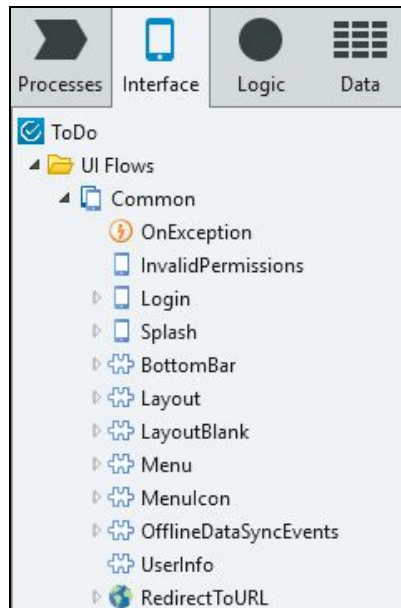 Processes Interface Logic Data
ToDo
UI Flows
Common
OnException
InvalidPermissions
Login
Splash
BottomBar
Layout
LayoutBlank
Menu
MenuIcon
OfflineDataSyncEvents
UserInfo
RedirectToURL